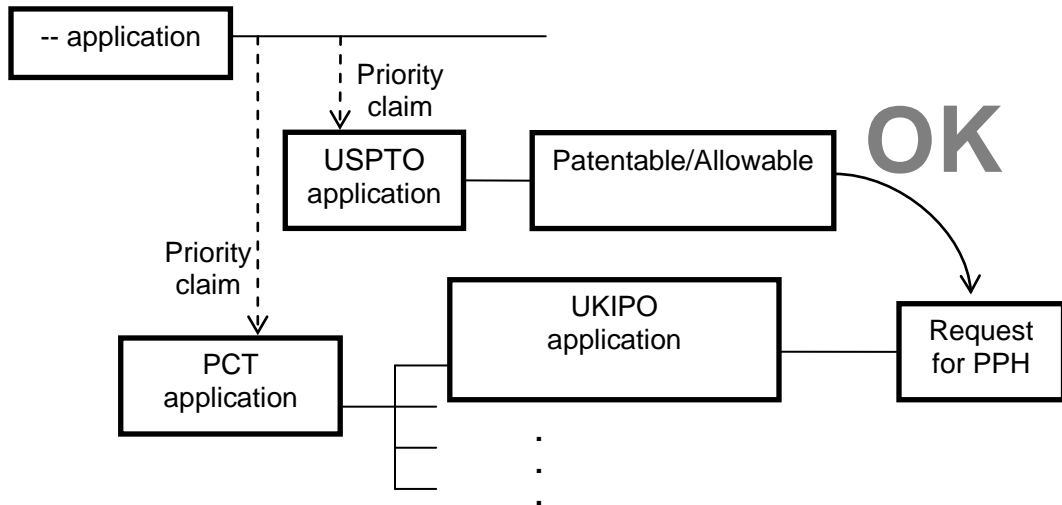 -- application
Priority
claim
USPTO
application
Patentable/Allowable
OK
Priority
claim
PCT
application
UKIPO
application
Request
for PPH
.
.
.